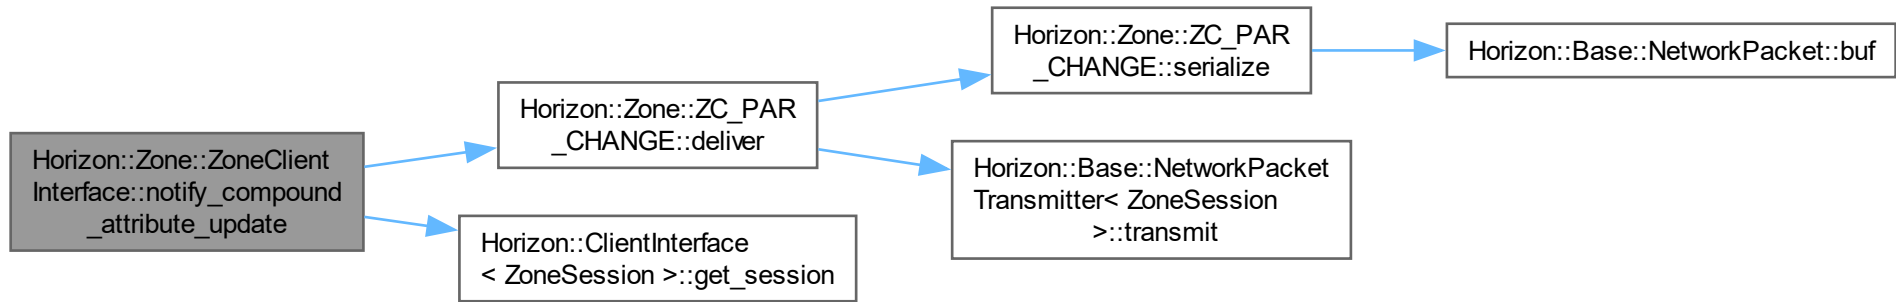 Horizon::Zone::ZoneClient
Interface::notify_compound
_attribute_update
Horizon::Zone::ZC_PAR
_CHANGE::deliver
Horizon::ClientInterface
< ZoneSession >::get_session
Horizon::Zone::ZC_PAR
_CHANGE::serialize
Horizon::Base::NetworkPacket
Transmitter< ZoneSession
>::transmit
Horizon::Base::NetworkPacket::buf